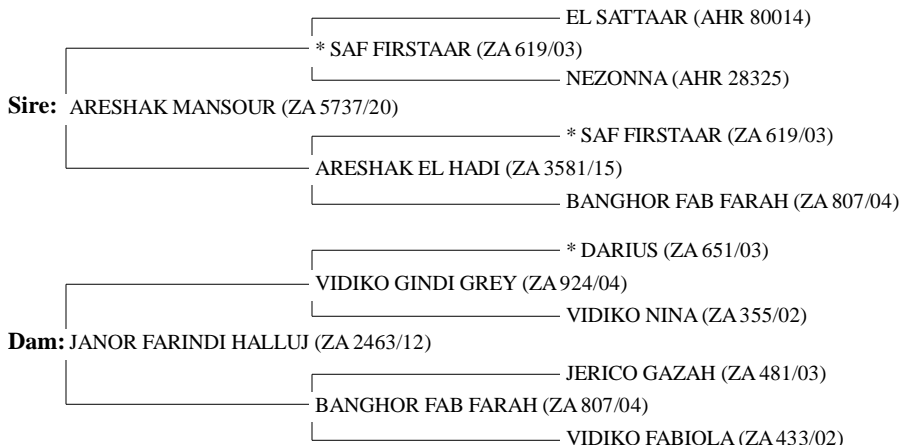 EL SATTAAR (AHR 80014)
* SAF FIRSTAAR (ZA 619/03)
NEZONNA (AHR 28325)
Sire: ARESHAK MANSOUR (ZA 5737/20)
* SAF FIRSTAAR (ZA 619/03)
ARESHAK EL HADI (ZA 3581/15)
BANGHOR FAB FARAH (ZA 807/04)
* DARIUS (ZA 651/03)
VIDIKO GINDI GREY (ZA 924/04)
VIDIKO NINA (ZA 355/02)
Dam: JANOR FARINDI HALLUJ (ZA 2463/12)
JERICO GAZAH (ZA 481/03)
BANGHOR FAB FARAH (ZA 807/04)
VIDIKO FABIOLA (ZA 433/02)